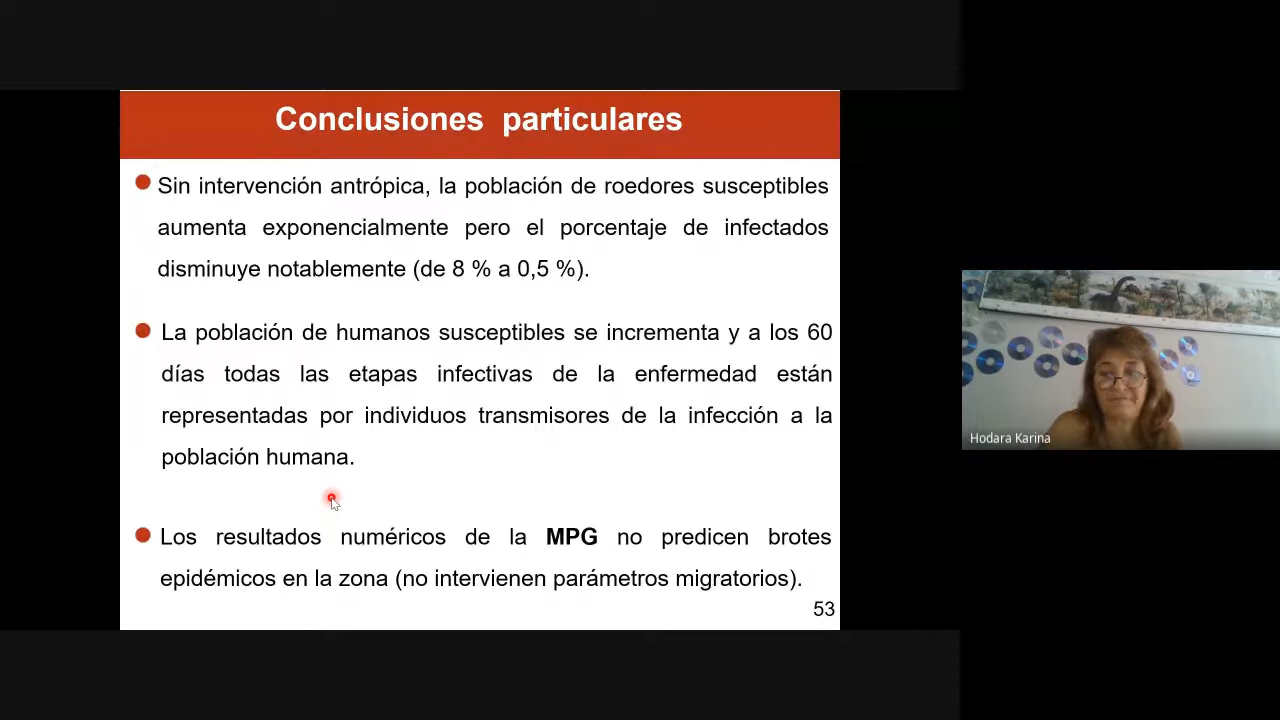 Conclusiones particulares
Sin intervención antrópica, la población de roedores susceptibles
aumenta exponencialmente pero el porcentaje de infectados
disminuye notablemente (de 8 % a 0,5 %).
La población de humanos susceptibles se incrementa y a los 60
días todas las etapas infectivas de la enfermedad están
representadas por individuos transmisores de la infección a la
población humana.
Los resultados numéricos de la MPG no predicen brotes
epidémicos en la zona (no intervienen parámetros migratorios).
53
Hodara Karina